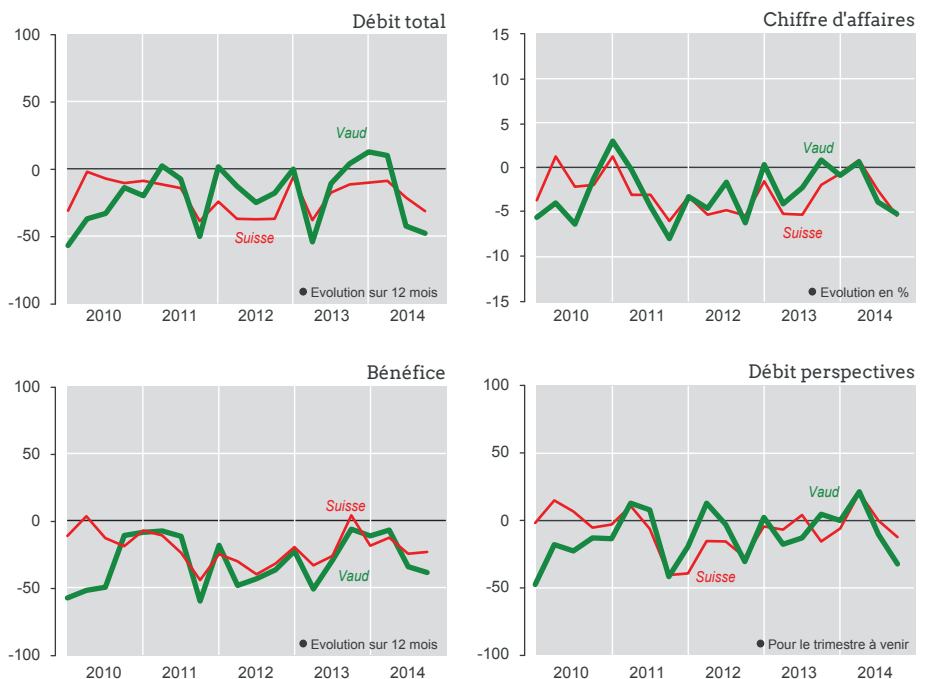 Débit total
100
50
0
-50
-100
Vaud
Suisse
● Evolution sur 12 mois
2010 2011 2012 2013 2014
Chiffre d'affaires
15
10
5
0
-5
-10
-15
Vaud
Suisse
● Evolution en %
2010 2011 2012 2013 2014
Bénéfice
100
50
0
-50
-100
Suisse
Vaud
● Evolution sur 12 mois
2010 2011 2012 2013 2014
Débit perspectives
100
50
0
-50
-100
Vaud
Suisse
● Pour le trimestre à venir
2010 2011 2012 2013 2014